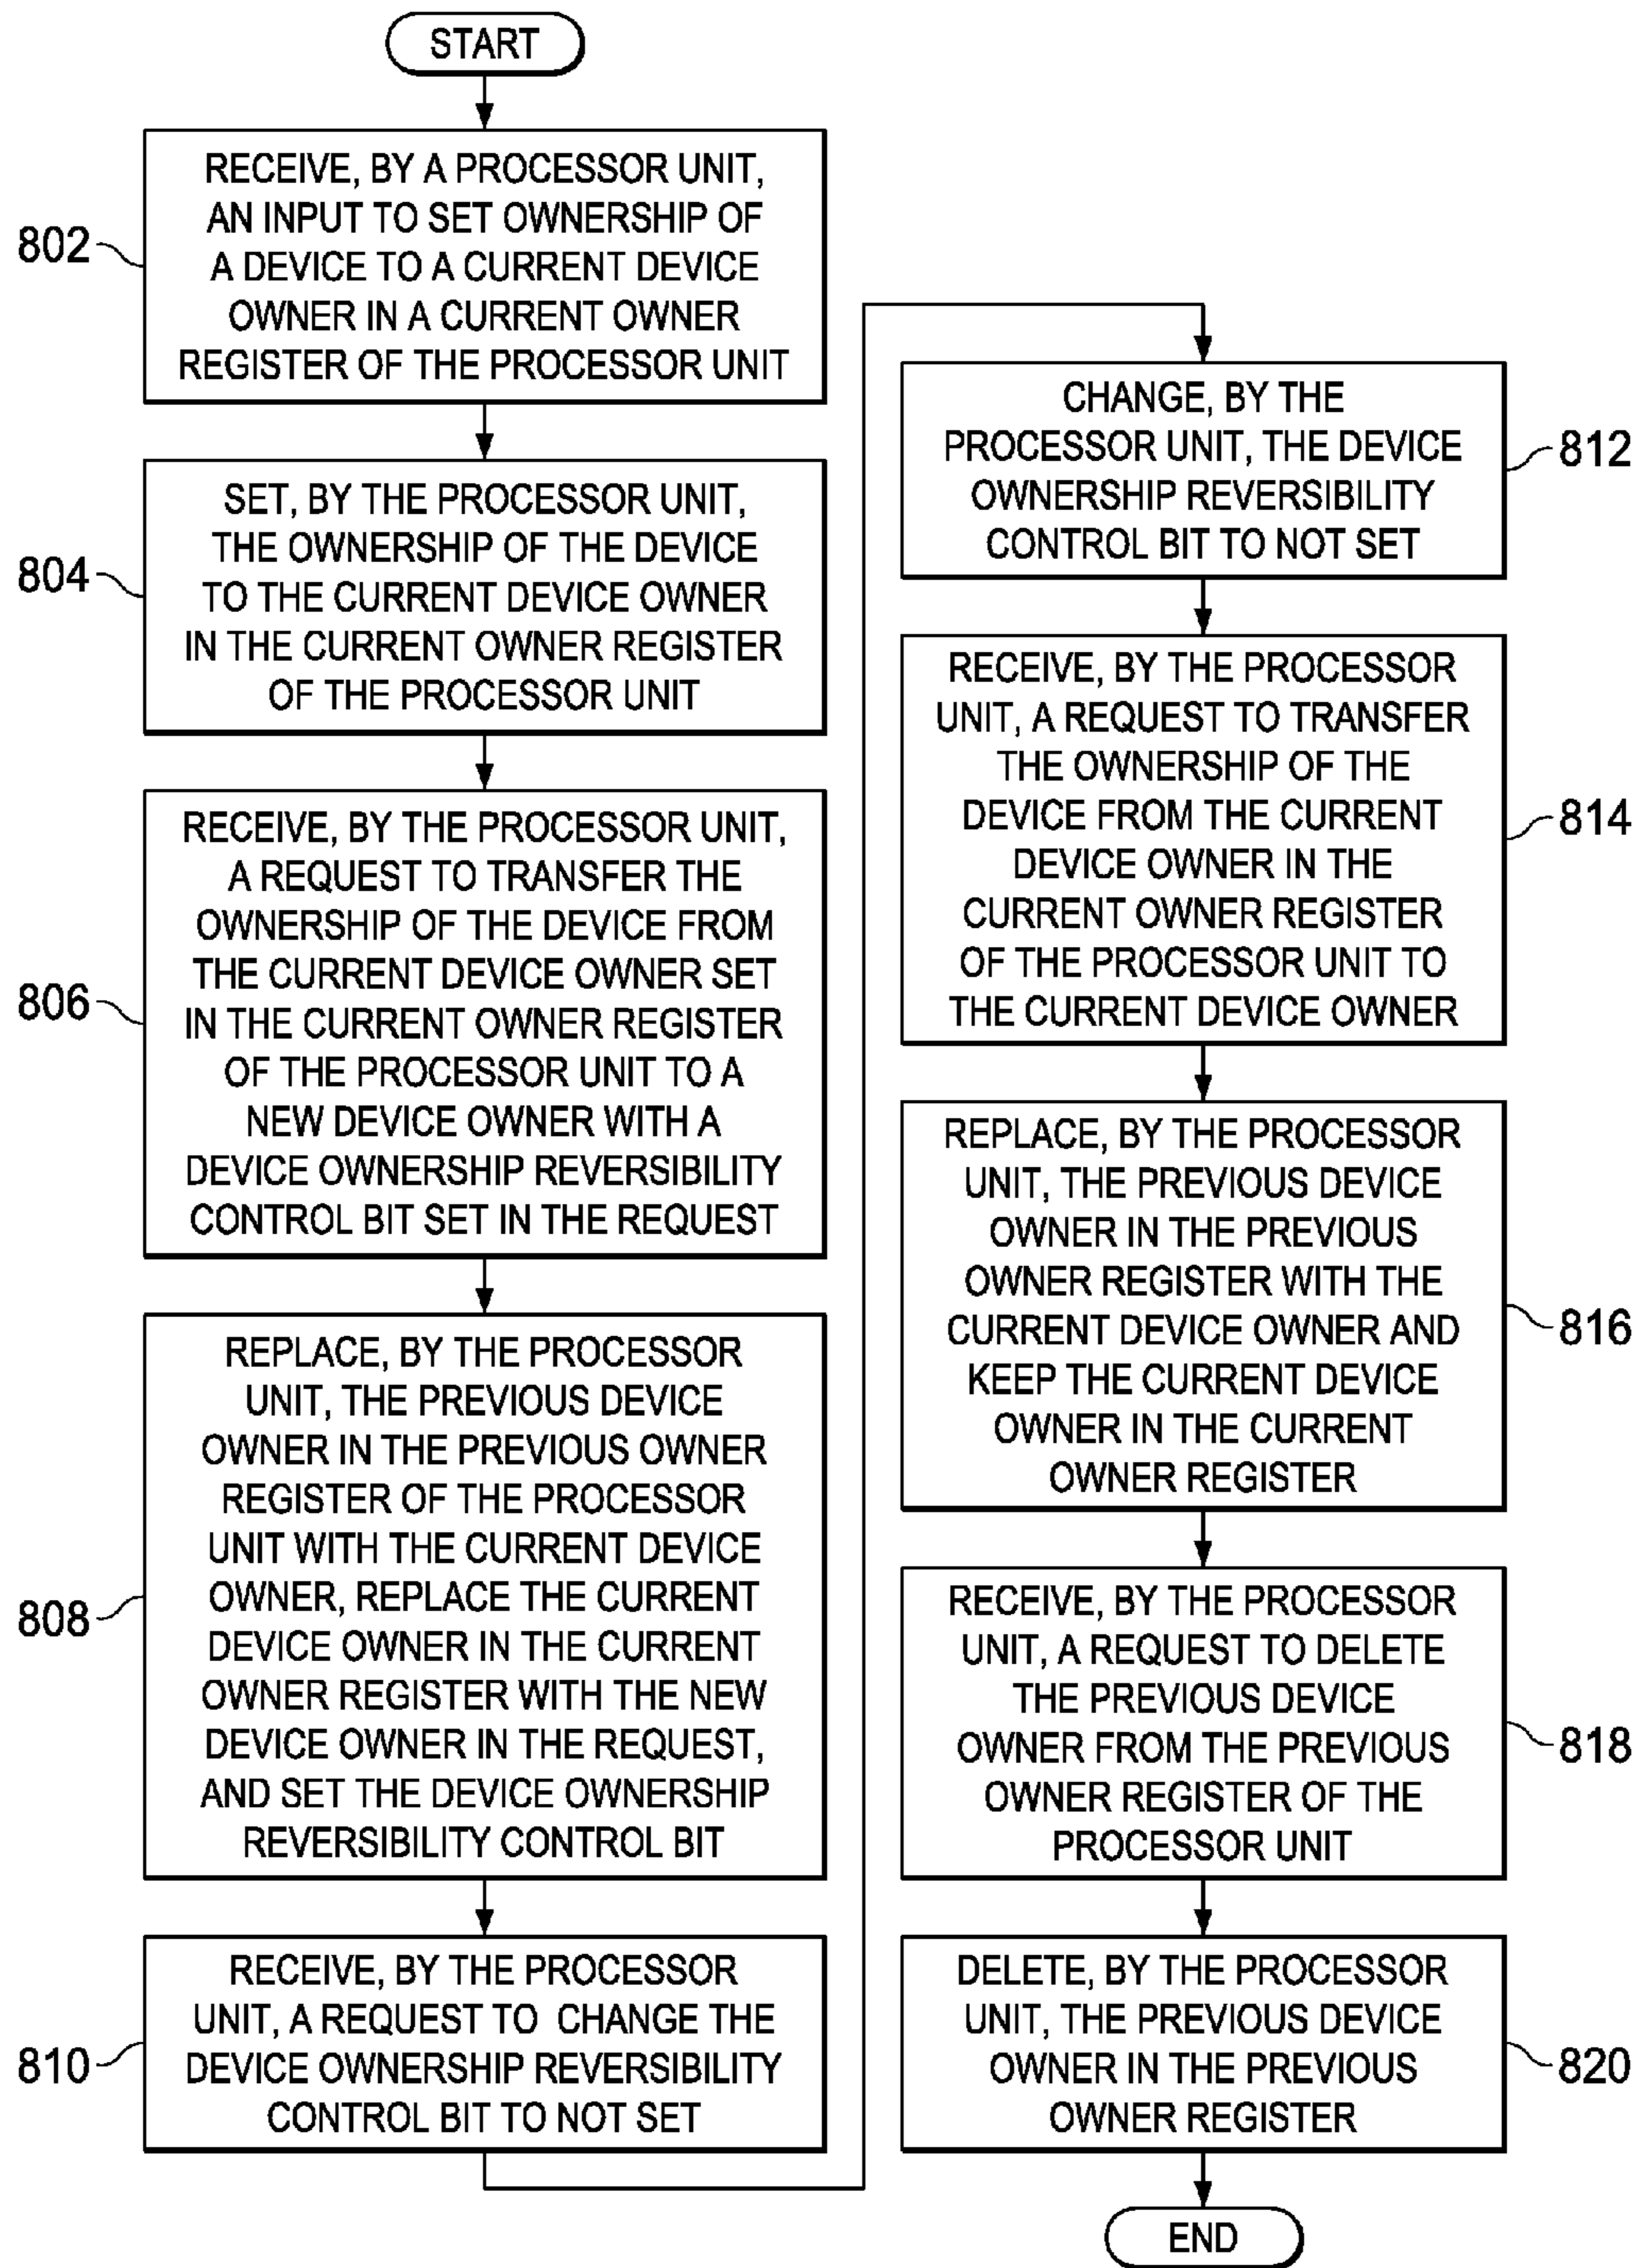 START
802
RECEIVE, BY A PROCESSOR UNIT,
AN INPUT TO SET OWNERSHIP OF
A DEVICE TO A CURRENT DEVICE
OWNER IN A CURRENT OWNER
REGISTER OF THE PROCESSOR UNIT
804
SET, BY THE PROCESSOR UNIT,
THE OWNERSHIP OF THE DEVICE
TO THE CURRENT DEVICE OWNER
IN THE CURRENT OWNER REGISTER
OF THE PROCESSOR UNIT
806
RECEIVE, BY THE PROCESSOR UNIT,
A REQUEST TO TRANSFER THE
OWNERSHIP OF THE DEVICE FROM
THE CURRENT DEVICE OWNER SET
IN THE CURRENT OWNER REGISTER
OF THE PROCESSOR UNIT TO A
NEW DEVICE OWNER WITH A
DEVICE OWNERSHIP REVERSIBILITY
CONTROL BIT SET IN THE REQUEST
808
REPLACE, BY THE PROCESSOR
UNIT, THE PREVIOUS DEVICE
OWNER IN THE PREVIOUS OWNER
REGISTER OF THE PROCESSOR
UNIT WITH THE CURRENT DEVICE
OWNER, REPLACE THE CURRENT
DEVICE OWNER IN THE CURRENT
OWNER REGISTER WITH THE NEW
DEVICE OWNER IN THE REQUEST,
AND SET THE DEVICE OWNERSHIP
REVERSIBILITY CONTROL BIT
810
RECEIVE, BY THE PROCESSOR
UNIT, A REQUEST TO CHANGE THE
DEVICE OWNERSHIP REVERSIBILITY
CONTROL BIT TO NOT SET
CHANGE, BY THE
PROCESSOR UNIT, THE DEVICE
OWNERSHIP REVERSIBILITY
CONTROL BIT TO NOT SET
812
RECEIVE, BY THE PROCESSOR
UNIT, A REQUEST TO TRANSFER
THE OWNERSHIP OF THE
DEVICE FROM THE CURRENT
DEVICE OWNER IN THE
CURRENT OWNER REGISTER
OF THE PROCESSOR UNIT TO
THE CURRENT DEVICE OWNER
814
REPLACE, BY THE PROCESSOR
UNIT, THE PREVIOUS DEVICE
OWNER IN THE PREVIOUS
OWNER REGISTER WITH THE
CURRENT DEVICE OWNER AND
KEEP THE CURRENT DEVICE
OWNER IN THE CURRENT
OWNER REGISTER
816
RECEIVE, BY THE PROCESSOR
UNIT, A REQUEST TO DELETE
THE PREVIOUS DEVICE
OWNER FROM THE PREVIOUS
OWNER REGISTER OF THE
PROCESSOR UNIT
818
DELETE, BY THE PROCESSOR
UNIT, THE PREVIOUS DEVICE
OWNER IN THE PREVIOUS
OWNER REGISTER
820
END